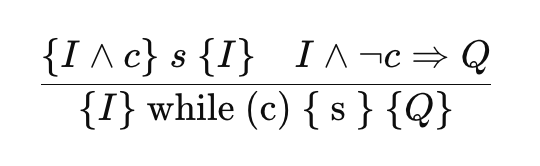 {I ∧ c} s {I} I ∧ ¬c ⇒ Q
{I} while (c) { s } {Q}